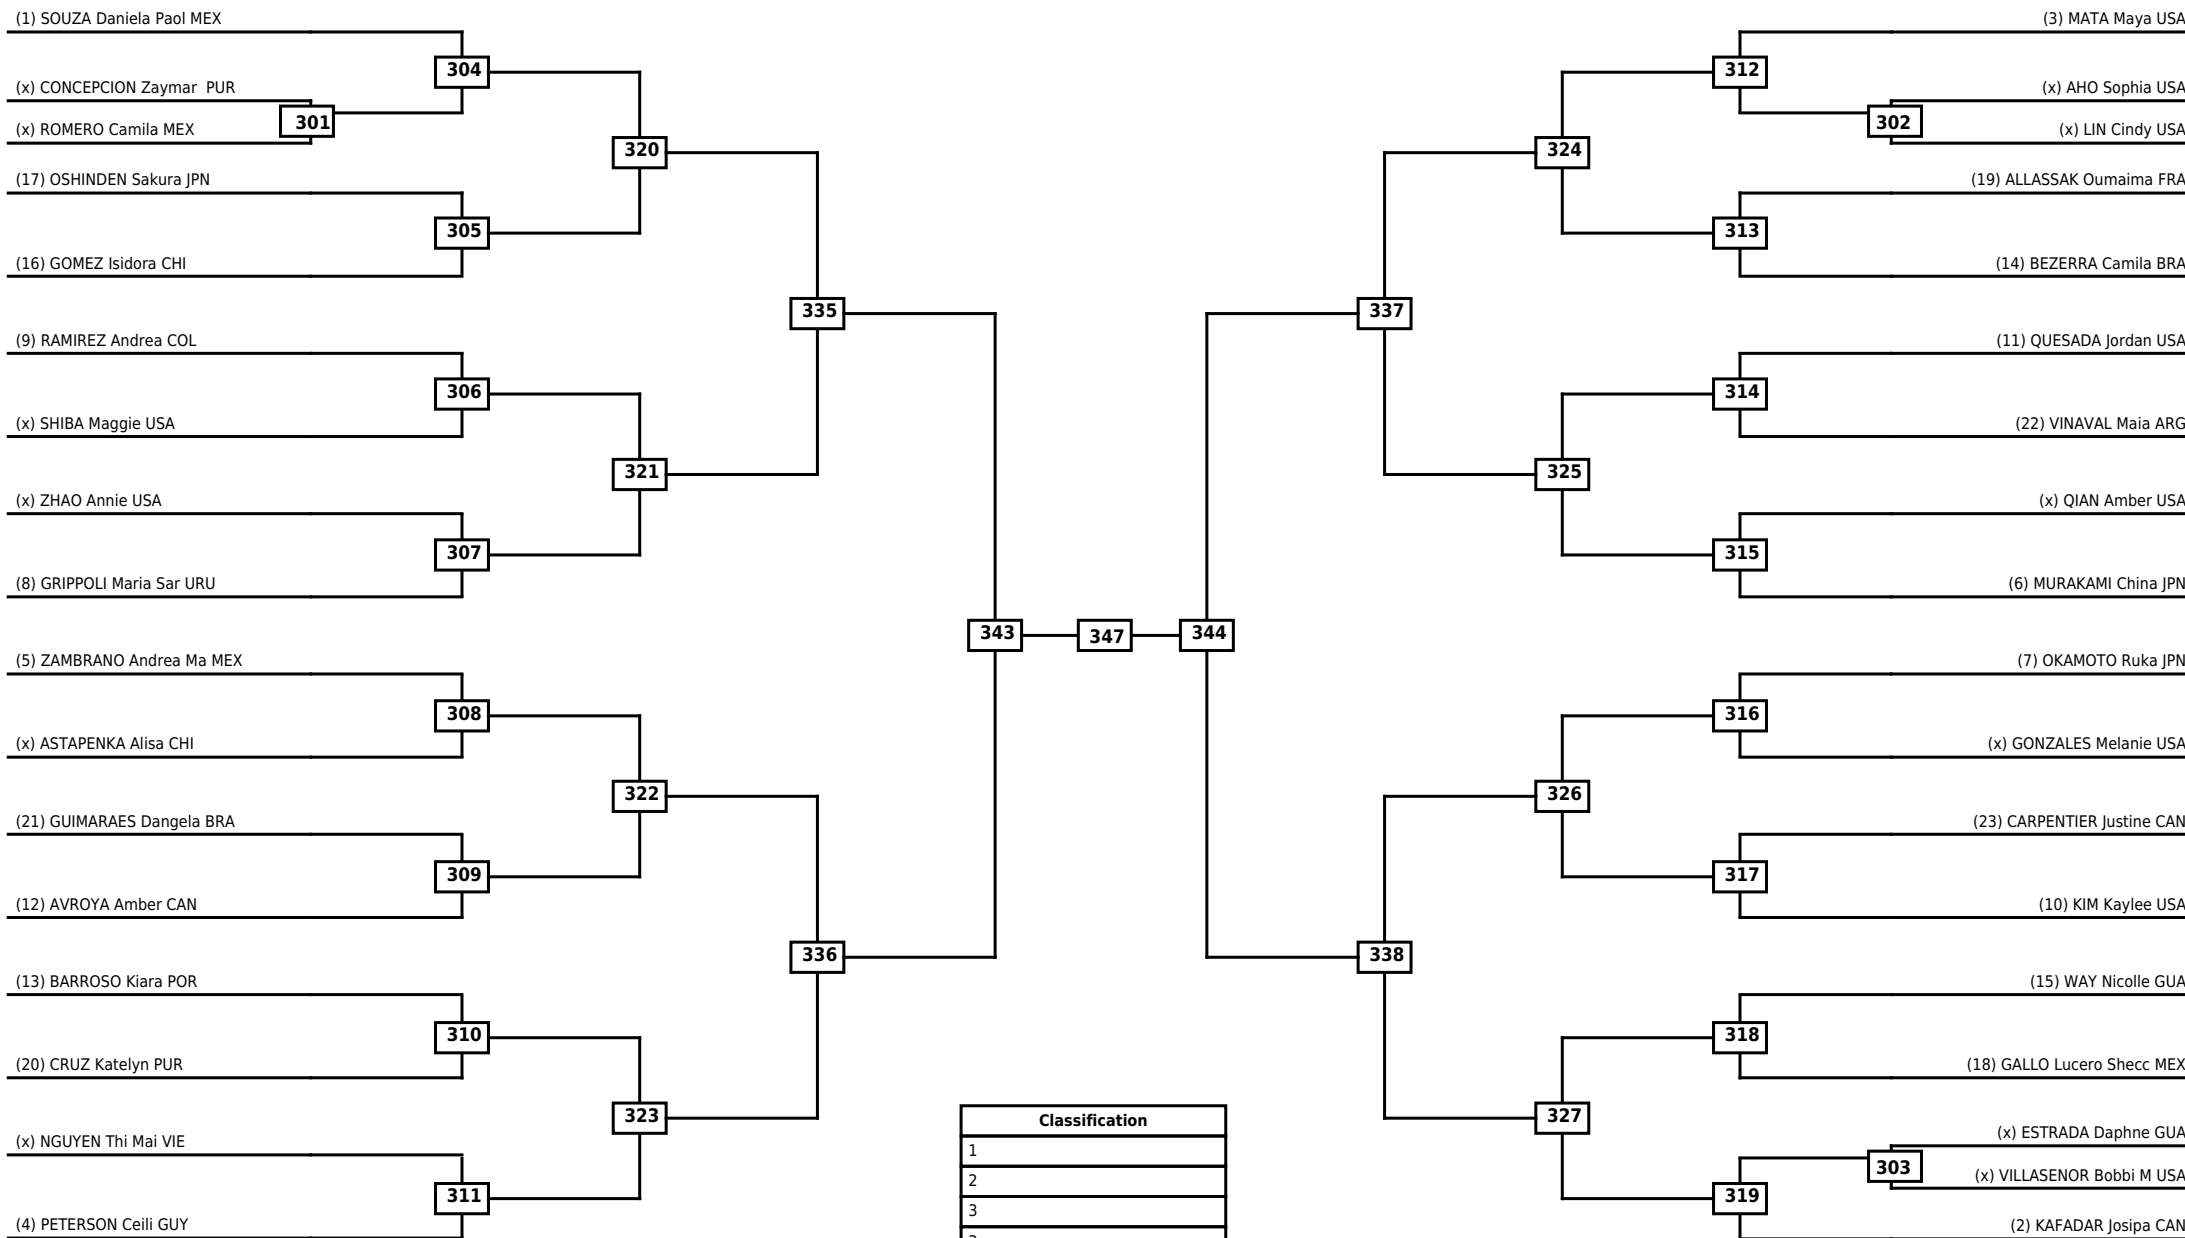 (1) SOUZA Daniela Paol MEX
304
(x) CONCEPCION Zaymar  PUR
301
(x) ROMERO Camila MEX
320
(17) OSHINDEN Sakura JPN
305
(16) GOMEZ Isidora CHI
335
(9) RAMIREZ Andrea COL
306
(x) SHIBA Maggie USA
321
(x) ZHAO Annie USA
307
(8) GRIPPOLI Maria Sar URU
343
347
344
(5) ZAMBRANO Andrea Ma MEX
308
(x) ASTAPENKA Alisa CHI
322
(21) GUIMARAES Dangela BRA
309
(12) AVROYA Amber CAN
336
(13) BARROSO Kiara POR
310
(20) CRUZ Katelyn PUR
323
(x) NGUYEN Thi Mai VIE
311
(4) PETERSON Ceili GUY
(3) MATA Maya USA
312
(x) AHO Sophia USA
302
(x) LIN Cindy USA
324
(19) ALLASSAK Oumaima FRA
313
(14) BEZERRA Camila BRA
337
(11) QUESADA Jordan USA
314
(22) VINAVAL Maia ARG
325
(x) QIAN Amber USA
315
(6) MURAKAMI China JPN
(7) OKAMOTO Ruka JPN
316
(x) GONZALES Melanie USA
326
(23) CARPENTIER Justine CAN
317
(10) KIM Kaylee USA
338
(15) WAY Nicolle GUA
318
(18) GALLO Lucero Shecc MEX
327
(x) ESTRADA Daphne GUA
303
(x) VILLASENOR Bobbi M USA
319
(2) KAFADAR Josipa CAN
Classification
1
2
3